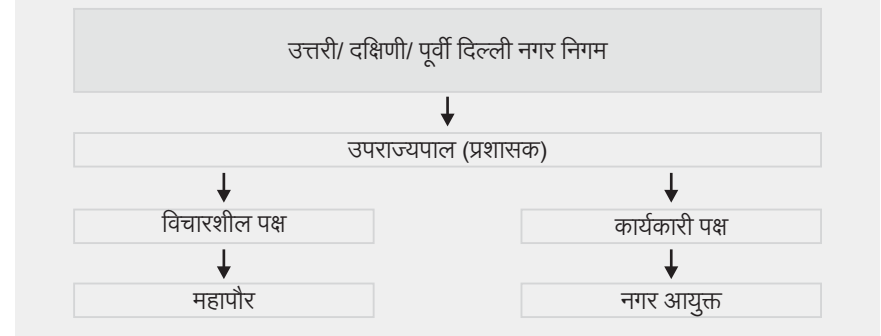 उत्तरी/ दक्षिणी/ पूर्वी दिल्ली नगर निगम
उपराज्यपाल (प्रशासक)
विचारशील पक्ष
कार्यकारी पक्ष
महापौर
नगर आयुक्त